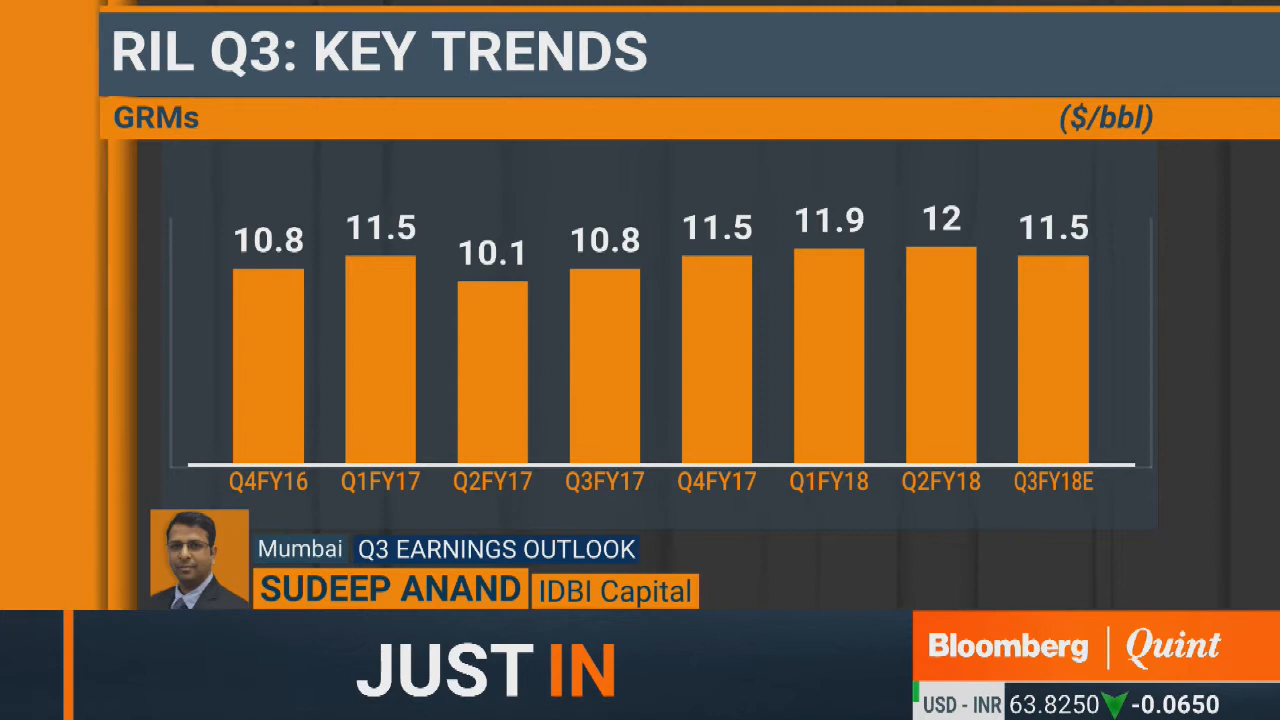 RIL Q3: KEY TRENDS
GRMs ($/bbl)
10.8 11.5 10.1 10.8 11.5 11.9 12 11.5
Q4FY16 Q1FY17 Q2FY17 Q3FY17 Q4FY17 Q1FY18 Q2FY18 Q3FY18E
Mumbai Q3 EARNINGS OUTLOOK
SUDEEP ANAND IDBI Capital
JUST IN
Bloomberg | Quint
USD - INR 63.8250 -0.0650